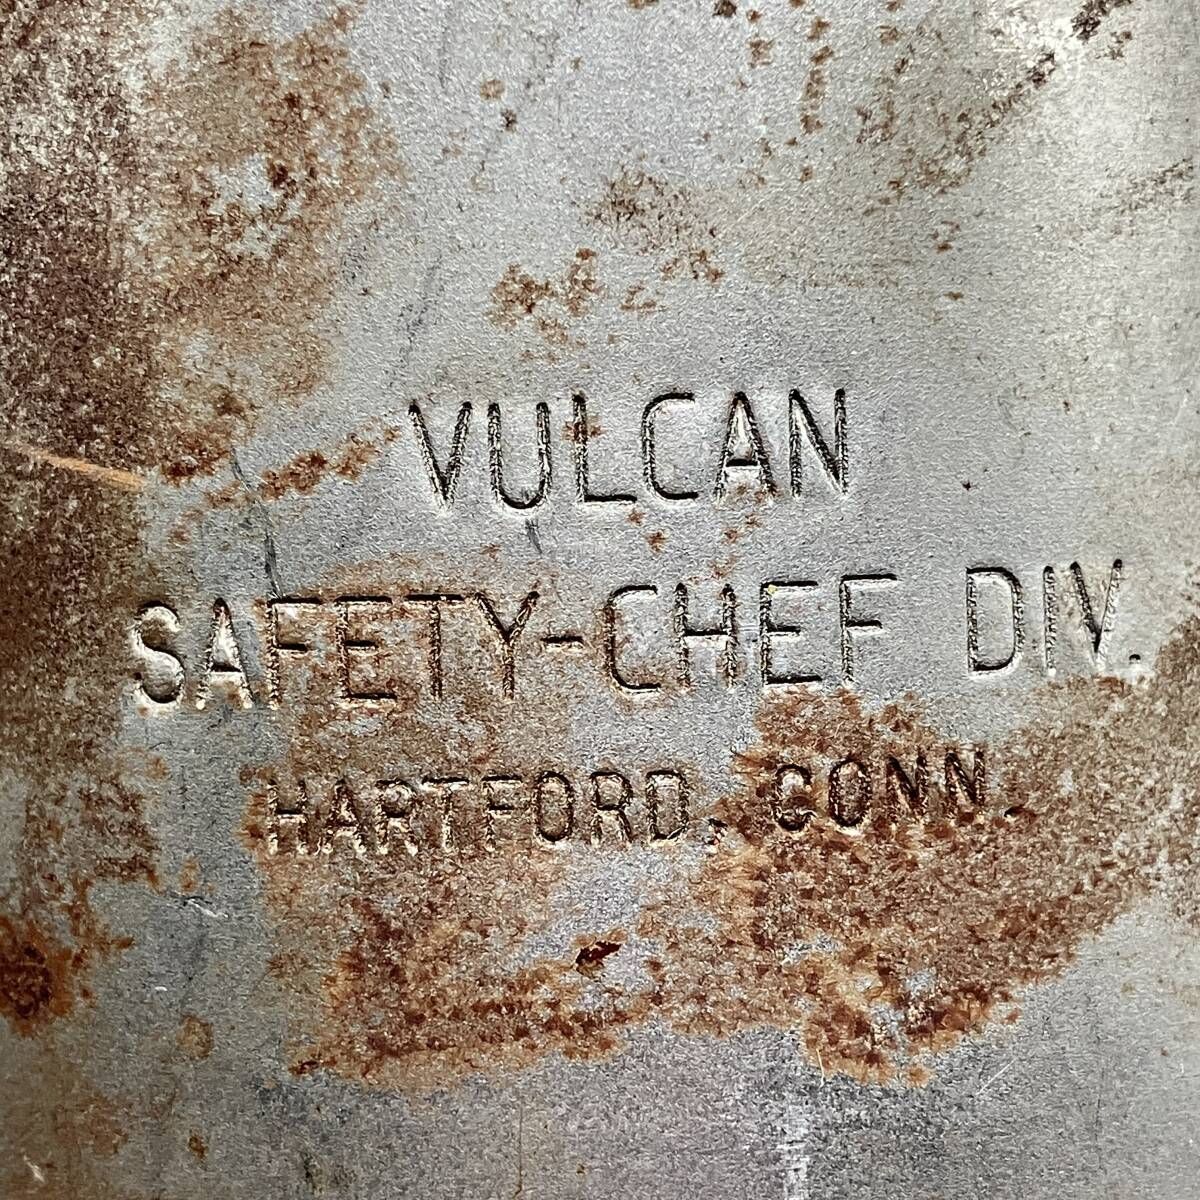 VULCAN
SAFETY-CHEF DIV.
HARTFORD, CONN.